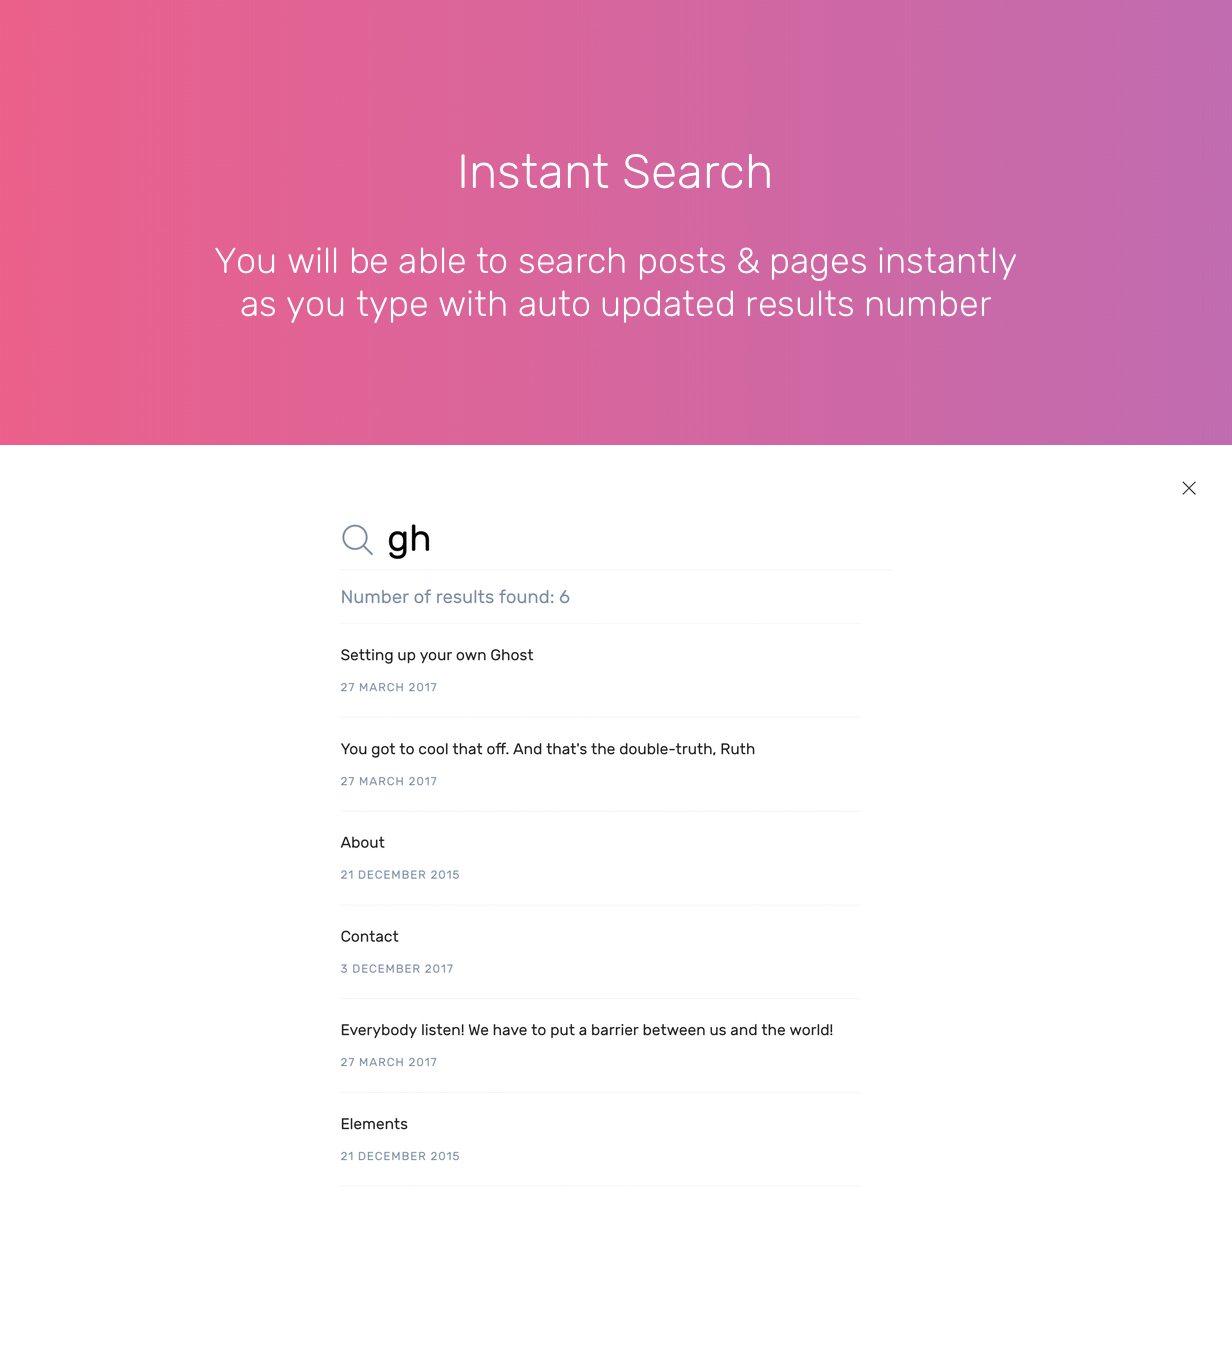 Instant Search
You will be able to search posts & pages instantly
as you type with auto updated results number
gh
Number of results found: 6
Setting up your own Ghost
27 MARCH 2017
You got to cool that off. And that's the double-truth, Ruth
27 MARCH 2017
About
21 DECEMBER 2015
Contact
3 DECEMBER 2017
Everybody listen! We have to put a barrier between us and the world!
27 MARCH 2017
Elements
21 DECEMBER 2015